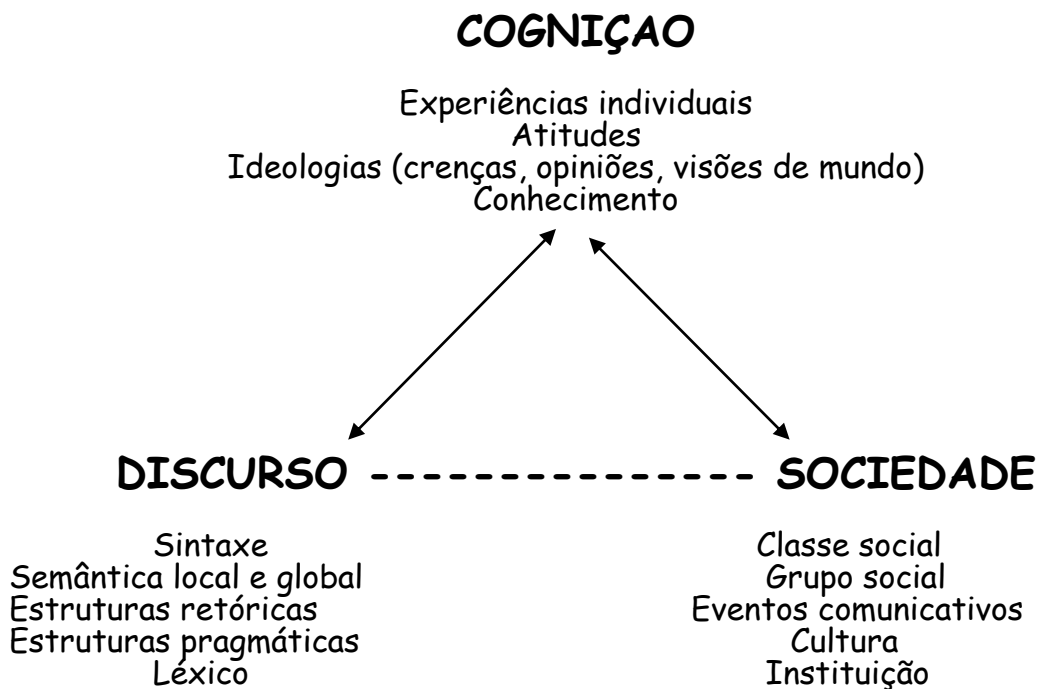 COGNIÇAO
Experiências individuais
Atitudes
Ideologias (crenças, opiniões, visões de mundo)
Conhecimento
DISCURSO - - - - - - - - - - - - - SOCIEDADE
Sintaxe
Semântica local e global
Estruturas retóricas
Estruturas pragmáticas
Léxico
Classe social
Grupo social
Eventos comunicativos
Cultura
Instituição